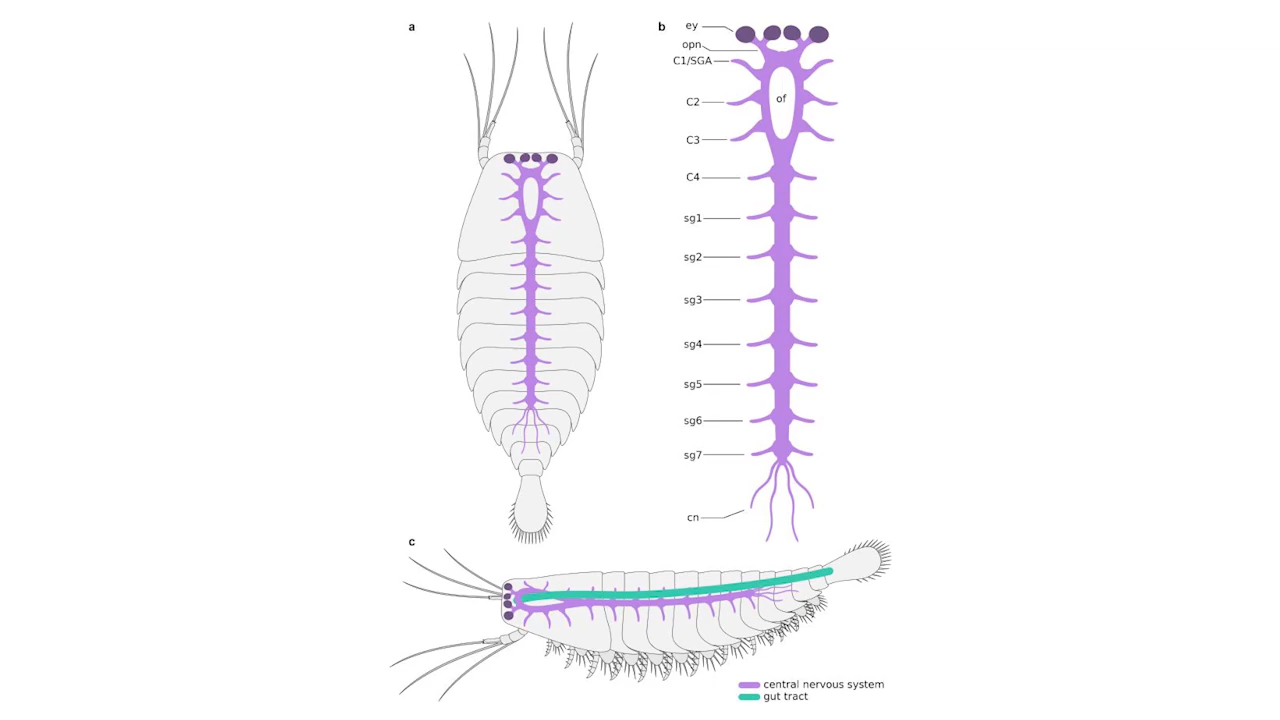 a
b
ey
opn
C1/SGA
of
C2
C3
C4
sg1
sg2
sg3
sg4
sg5
sg6
sg7
cn
c
central nervous system
gut tract